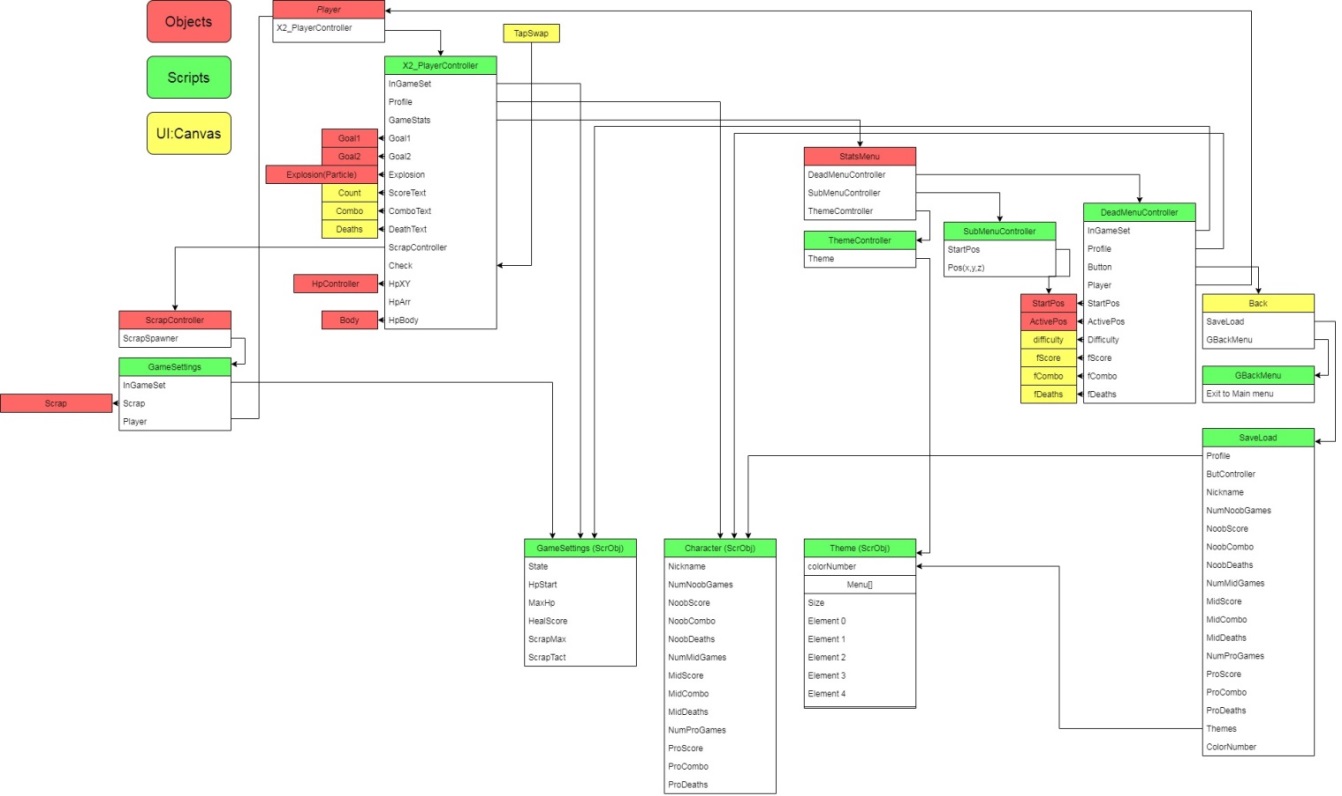 Objects
Scripts
UI:Canvas
Player
X2_PlayerController
TapSwap
X2_PlayerController
InGameSet
Profile
GameStats
Goal1
Goal2
Explosion
ScoreText
ComboText
DeathText
ScrapController
Check
HpXY
HpArr
HpBody
Goal1
Goal2
Explosion(Particle)
Count
Combo
Deaths
HpController
Body
ScrapController
ScrapSpawner
GameSettings
InGameSet
Scrap
Player
Scrap
StatsMenu
DeadMenuController
SubMenuController
ThemeComtroller
ThemeController
Theme
SubMenuController
StartPos
Pos(x,y,z)
DeadMenuController
InGameSet
Profile
Button
Player
StartPos
ActivePos
Difficulty
fScore
fCombo
fDeaths
StartPos
ActivePos
difficulty
fScore
fCombo
fDeaths
Back
SaveLoad
GBackMenu
GBackMenu
Exit to Main menu
SaveLoad
Profile
ButController
Nickname
NumNoobGames
NoobScore
NoobCombo
NoobDeaths
NumMidGames
MidScore
MidCombo
MidDeaths
NumProGames
ProScore
ProCombo
ProDeaths
Themes
ColorNumber
GameSettings (ScrObj)
State
HpStart
MaxHp
HealScore
ScrapMax
ScrapTact
Character (ScrObj)
Nickname
NumNoobGames
NoobScore
NoobCombo
NoobDeaths
NumMidGames
MidScore
MidCombo
MidDeaths
NumProGames
ProScore
ProCombo
ProDeaths
Theme (ScrObj)
colorNumber
Menu[]
Size
Element 0
Element 1
Element 2
Element 3
Element 4